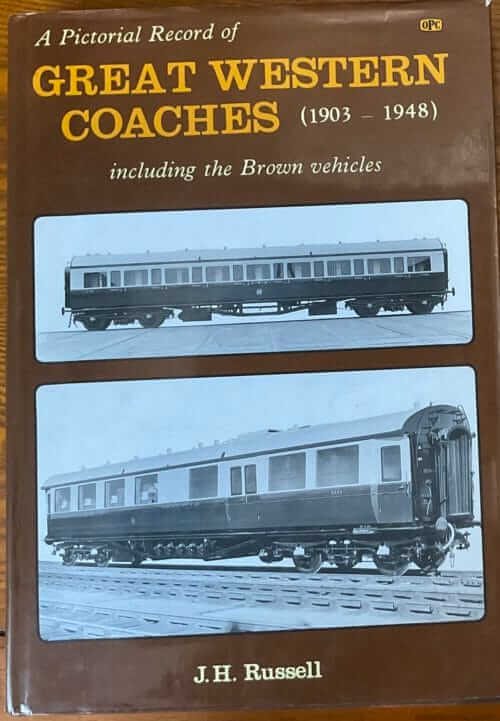 A Pictorial Record of
OPC
GREAT WESTERN
COACHES (1903 – 1948)
including the Brown vehicles
J.H. Russell